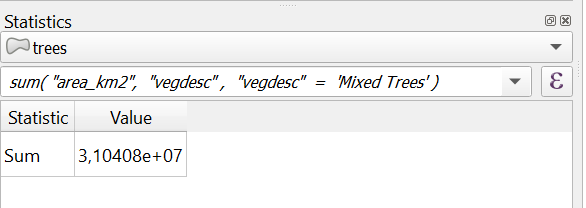 Statistics
trees
sum( "area_km2", "vegdesc" , "vegdesc" = 'Mixed Trees' )
ε
Statistic Value
Sum 3,10408e+07